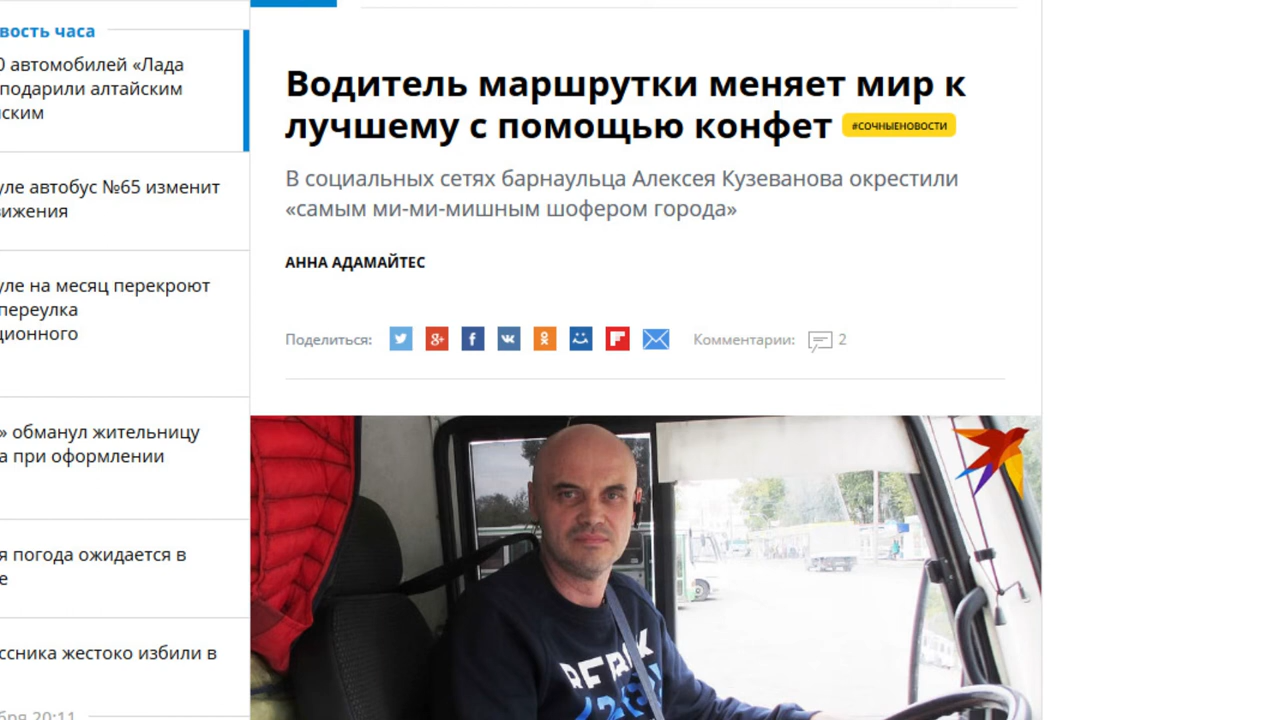 вость часа
0 автомобилей «Лада
подарили алтайским
ским
уле автобус №65 изменит
ижения
уле на месяц перекроют
переулка
ционного
» обманул жительницу
а при оформлении
я погода ожидается в
е
ссника жестоко избили в
бря 20:11
Водитель маршрутки меняет мир к
лучшему с помощью конфет #СОЧНЫЕНОВОСТИ
В социальных сетях барнаульца Алексея Кузеванова окрестили
«самым ми-ми-мишным шофером города»
АННА АДАМАЙТЕС
Поделиться: Комментарии: 2